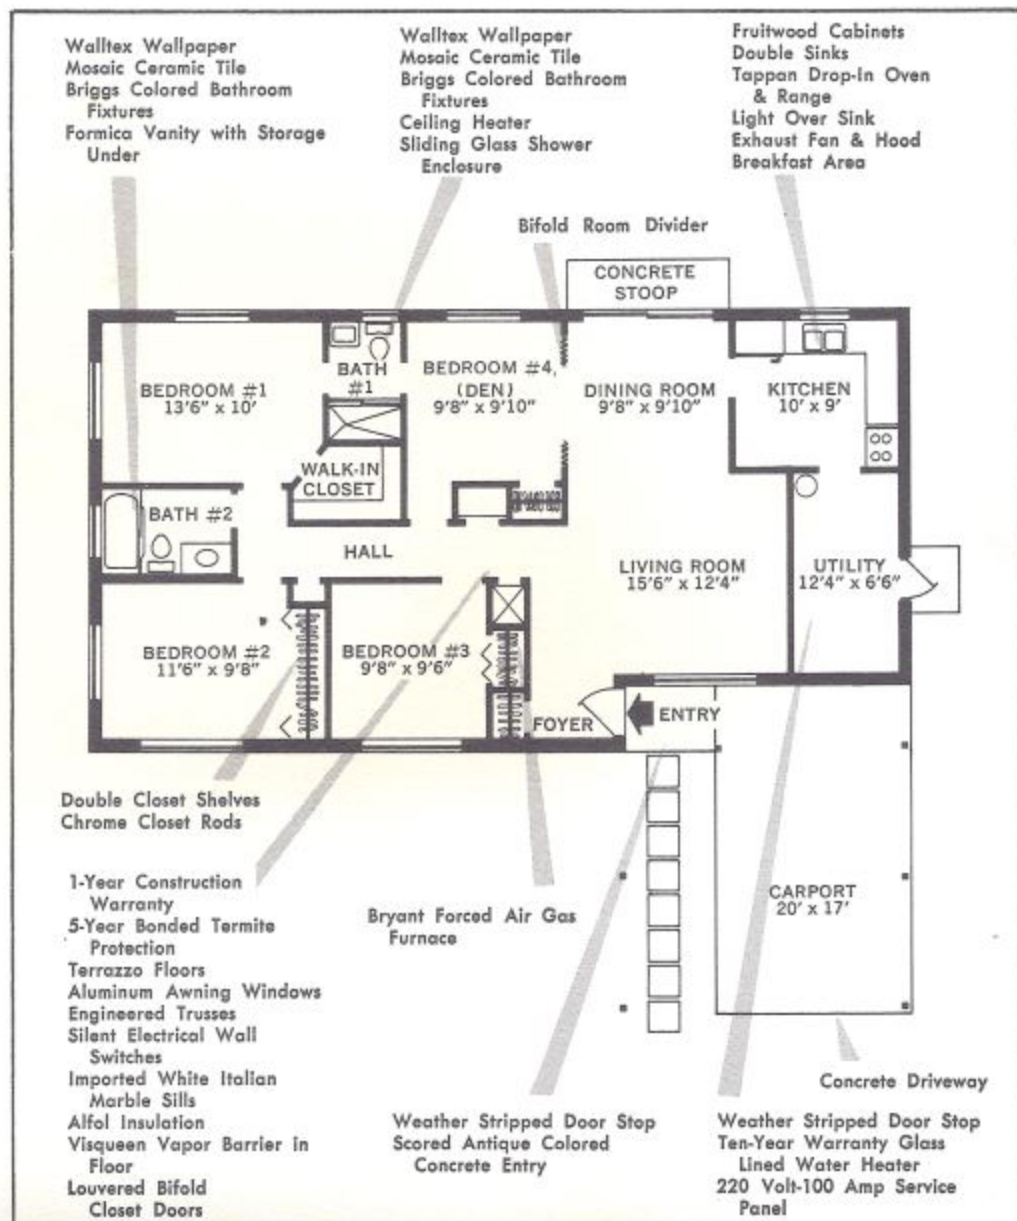 Walltex Wallpaper
Mosaic Ceramic Tile
Briggs Colored Bathroom
Fixtures
Formica Vanity with Storage
Under
Walltex Wallpaper
Mosaic Ceramic Tile
Briggs Colored Bathroom
Fixtures
Ceiling Heater
Sliding Glass Shower
Enclosure
Fruitwood Cabinets
Double Sinks
Tappan Drop-In Oven
& Range
Light Over Sink
Exhaust Fan & Hood
Breakfast Area
Bifold Room Divider
CONCRETE
STOOP
BEDROOM #1
13'6" x 10'
BATH
#1
BEDROOM #4
(DEN)
9'8" x 9'10"
DINING ROOM
9'8" x 9'10"
KITCHEN
10' x 9'
WALK-IN
CLOSET
BATH #2
HALL
LIVING ROOM
15'6" x 12'4"
UTILITY
12'4" x 6'6"
BEDROOM #2
11'6" x 9'8"
BEDROOM #3
9'8" x 9'6"
FOYER
ENTRY
CARPORT
20' x 17'
Double Closet Shelves
Chrome Closet Rods
1-Year Construction
Warranty
5-Year Bonded Termite
Protection
Terrazzo Floors
Aluminum Awning Windows
Engineered Trusses
Silent Electrical Wall
Switches
Imported White Italian
Marble Sills
Alfol Insulation
Visqueen Vapor Barrier in
Floor
Louvered Bifold
Closet Doors
Bryant Forced Air Gas
Furnace
Weather Stripped Door Stop
Scored Antique Colored
Concrete Entry
Concrete Driveway
Weather Stripped Door Stop
Ten-Year Warranty Glass
Lined Water Heater
220 Volt-100 Amp Service
Panel